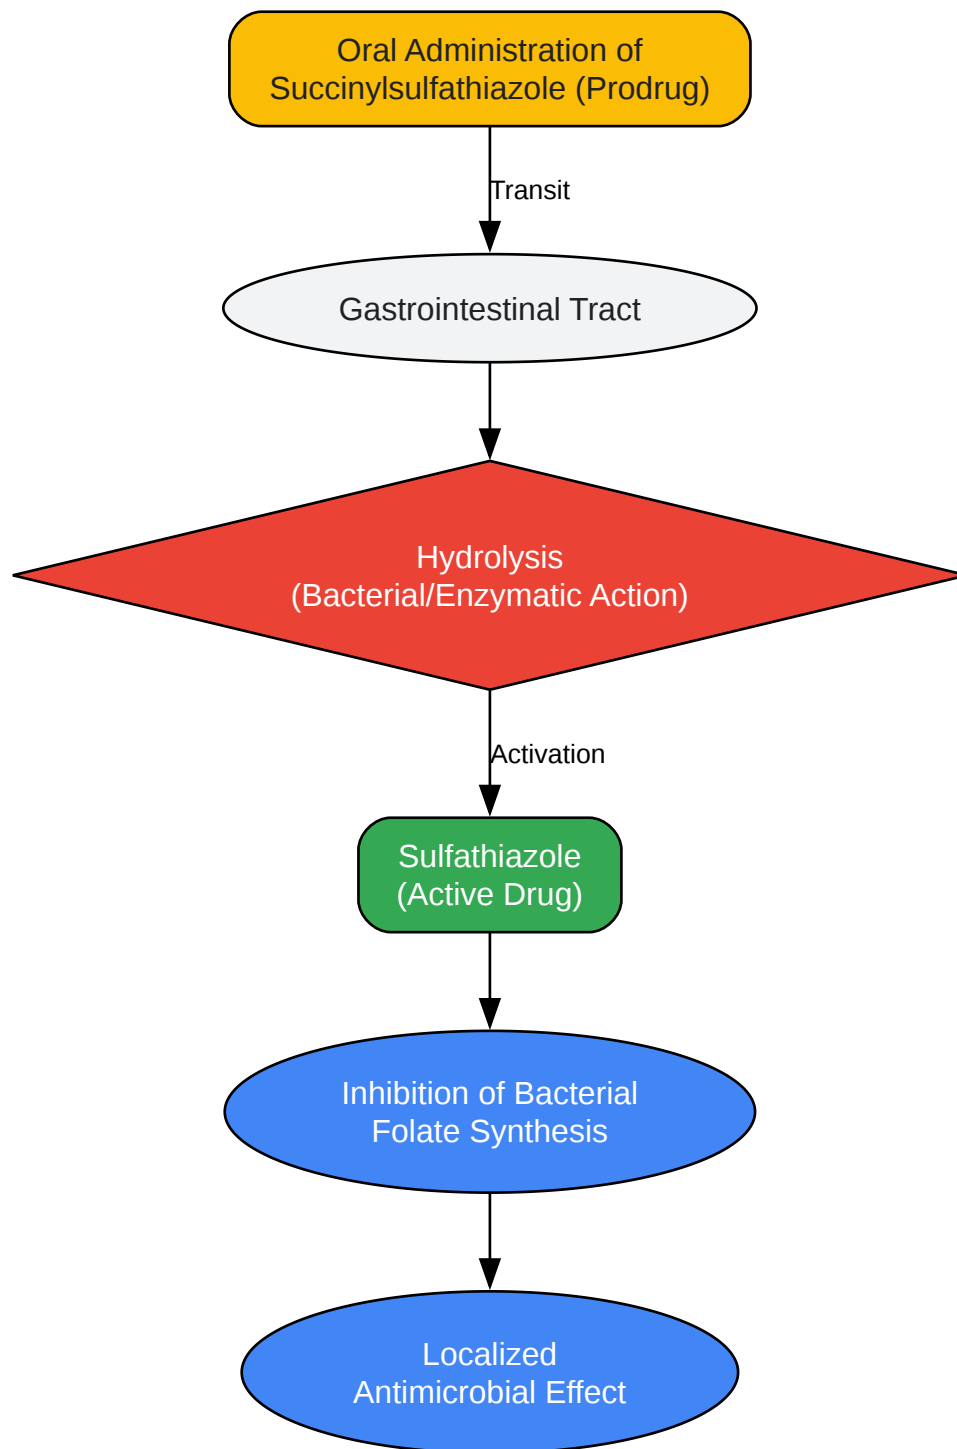 Oral Administration of
Succinylsulfathiazole (Prodrug)
Transit
Gastrointestinal Tract
Hydrolysis
(Bacterial/Enzymatic Action)
Activation
Sulfathiazole
(Active Drug)
Inhibition of Bacterial
Folate Synthesis
Localized
Antimicrobial Effect